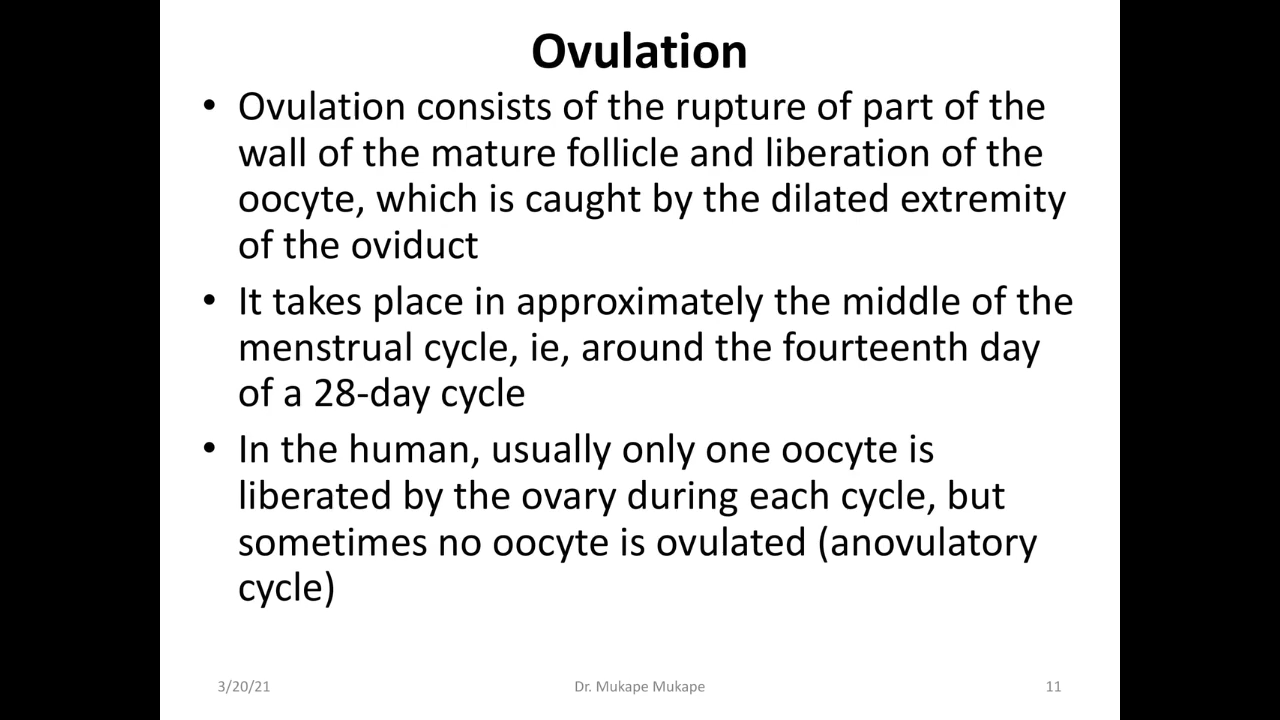 Ovulation
• Ovulation consists of the rupture of part of the
wall of the mature follicle and liberation of the
oocyte, which is caught by the dilated extremity
of the oviduct
• It takes place in approximately the middle of the
menstrual cycle, ie, around the fourteenth day
of a 28-day cycle
• In the human, usually only one oocyte is
liberated by the ovary during each cycle, but
sometimes no oocyte is ovulated (anovulatory
cycle)
3/20/21
Dr. Mukape Mukape
11